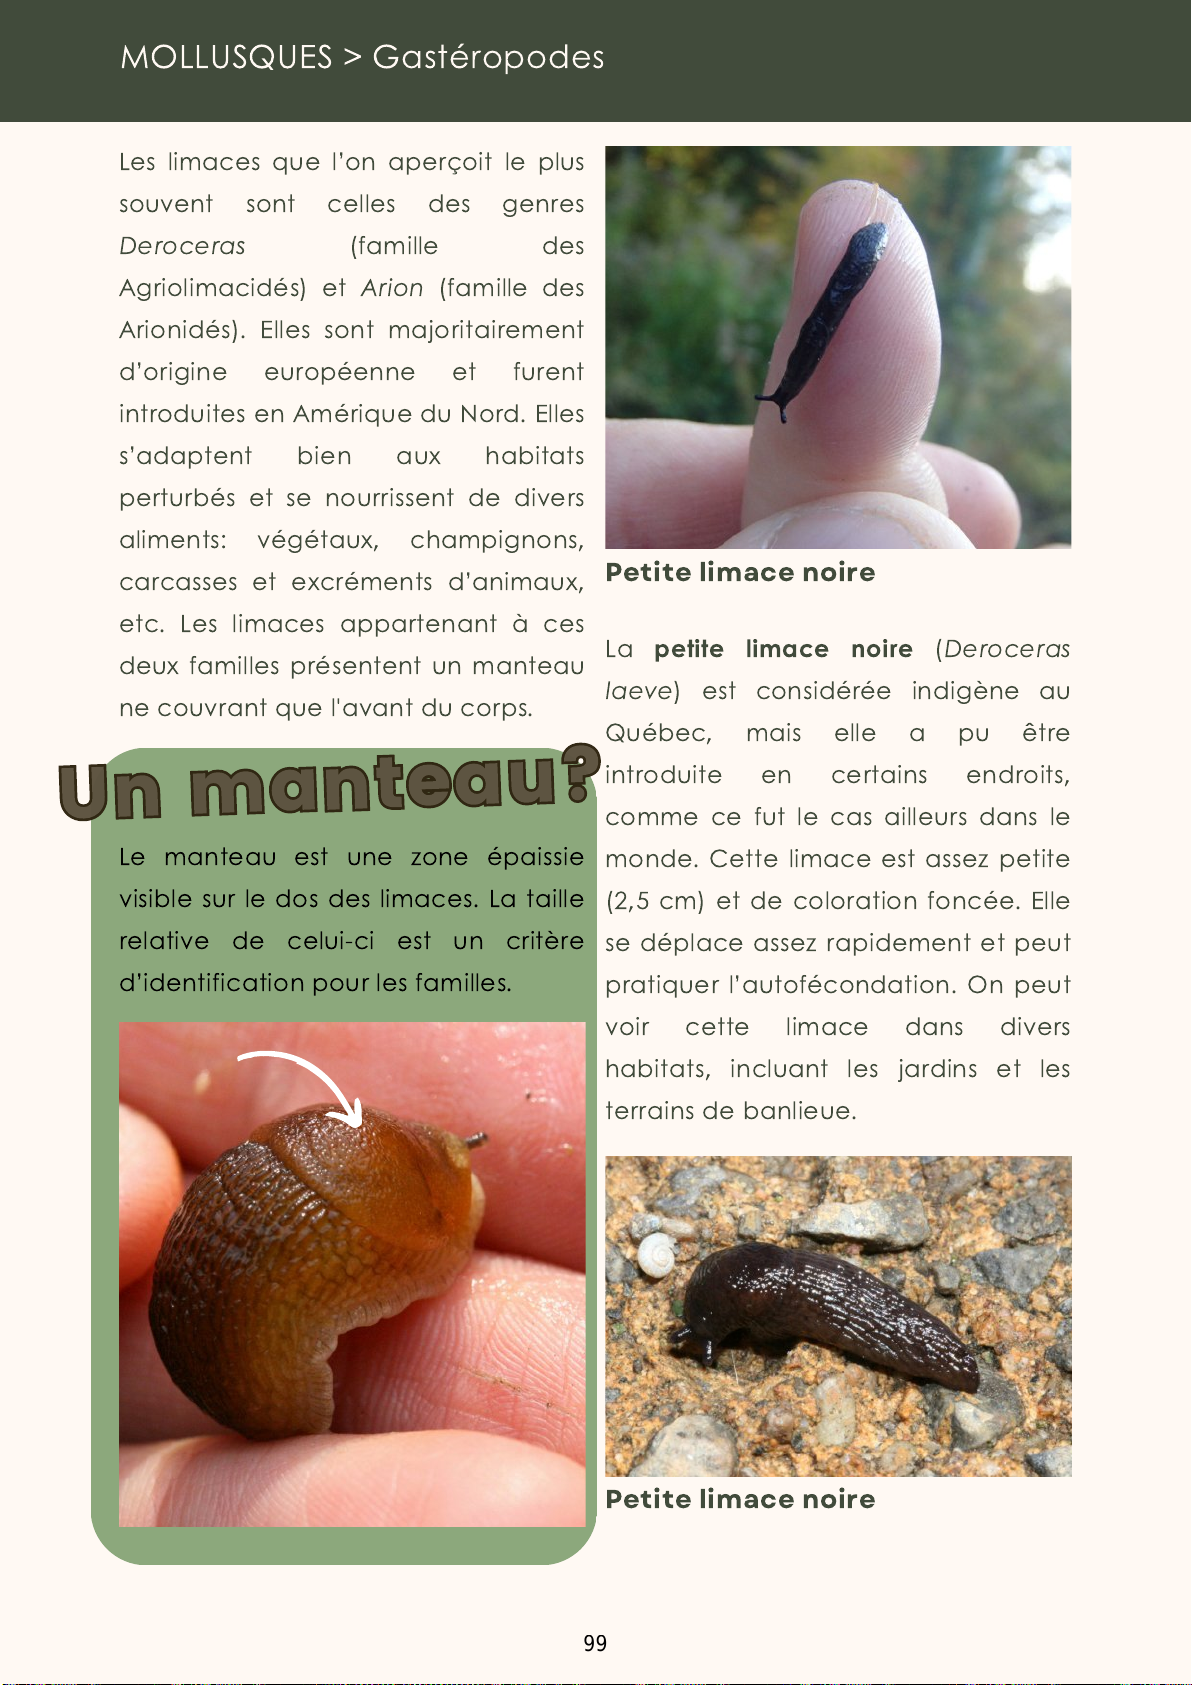 MOLLUSQUES > Gastéropodes
Les limaces que l’on aperçoit le plus
souvent sont celles des genres
Deroceras (famille des
Agriolimacidés) et Arion (famille des
Arionidés). Elles sont majoritairement
d’origine européenne et furent
introduites en Amérique du Nord. Elles
s’adaptent bien aux habitats
perturbés et se nourrissent de divers
aliments: végétaux, champignons,
carcasses et excréments d’animaux,
etc. Les limaces appartenant à ces
deux familles présentent un manteau
ne couvrant que l'avant du corps.
Un manteau?
Le manteau est une zone épaissie
visible sur le dos des limaces. La taille
relative de celui-ci est un critère
d’identification pour les familles.
Petite limace noire
La petite limace noire (Deroceras
laeve) est considérée indigène au
Québec, mais elle a pu être
introduite en certains endroits,
comme ce fut le cas ailleurs dans le
monde. Cette limace est assez petite
(2,5 cm) et de coloration foncée. Elle
se déplace assez rapidement et peut
pratiquer l’autofécondation. On peut
voir cette limace dans divers
habitats, incluant les jardins et les
terrains de banlieue.
Petite limace noire
99